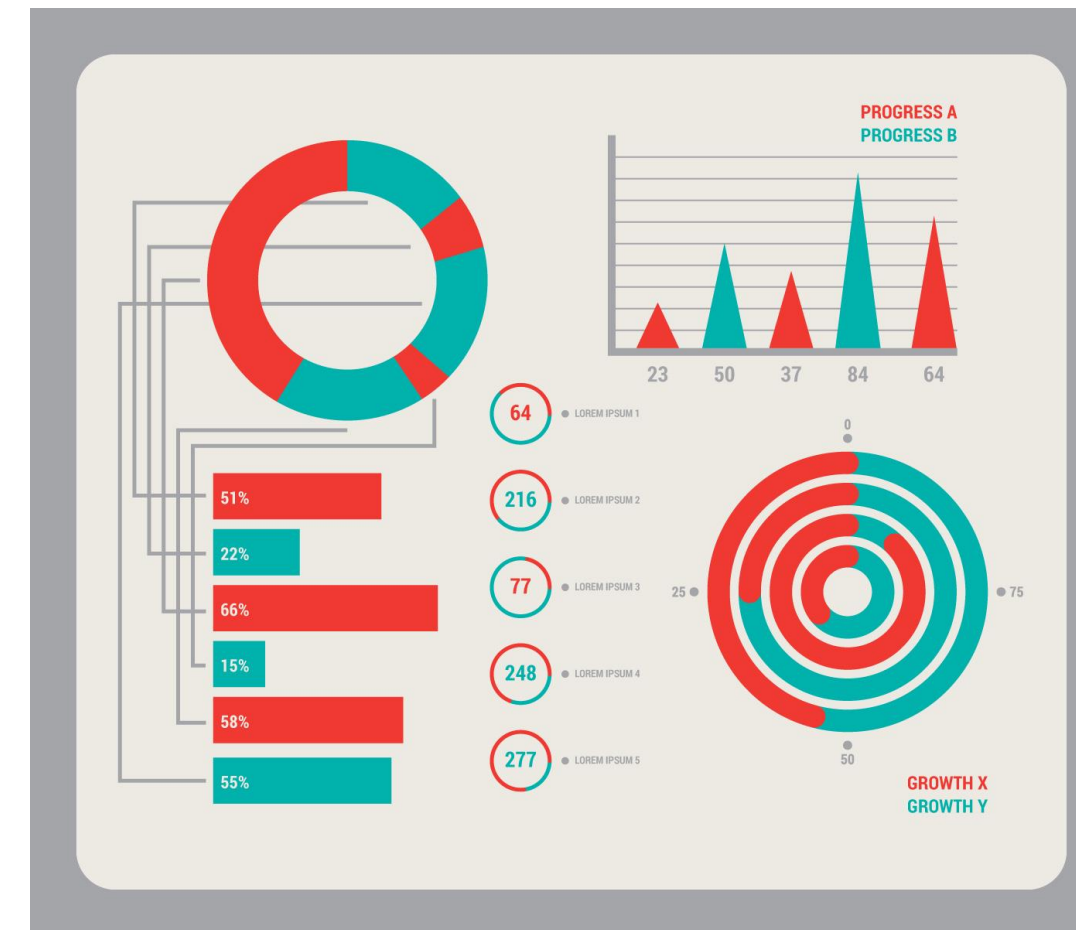 PROGRESS A
PROGRESS B
23 50 37 84 64
51%
22%
66%
15%
58%
55%
64 LOREM IPSUM 1
216 LOREM IPSUM 2
77 LOREM IPSUM 3
248 LOREM IPSUM 4
277 LOREM IPSUM 5
0
25 75
50
GROWTH X
GROWTH Y